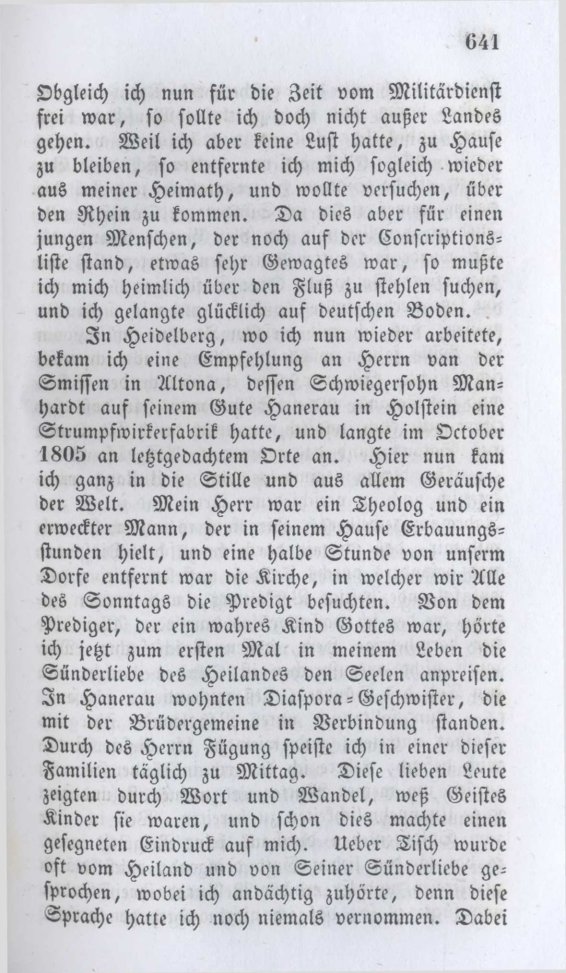 641
Obgleich ich nun für die Zeit vom Militärdienst
frei war, so sollte ich doch nicht außer Landes
gehen. Weil ich aber keine Lust hatte, zu Hause
zu bleiben, so entfernte ich mich sogleich wieder
aus meiner Heimath, und wollte versuchen, über
den Rhein zu kommen. Da dies aber für einen
jungen Menschen, der noch auf der Conscriptions-
liste stand, etwas sehr Gewagtes war, so mußte
ich mich heimlich über den Fluß zu stehlen suchen,
und ich gelangte glücklich auf deutschen Boden.
In Heidelberg, wo ich nun wieder arbeitete,
bekam ich eine Empfehlung an Herrn van der
Smissen in Altona, dessen Schwiegersohn Man-
hardt auf seinem Gute Hanerau in Holstein eine
Strumpfwirkerfabrik hatte, und langte im October
1805 an letztgedachtem Orte an. Hier nun kam
ich ganz in die Stille und aus allem Geräusche
der Welt. Mein Herr war ein Theolog und ein
erweckter Mann, der in seinem Hause Erbauungs-
stunden hielt, und eine halbe Stunde von unserm
Dorfe entfernt war die Kirche, in welcher wir Alle
des Sonntags die Predigt besuchten. Von dem
Prediger, der ein wahres Kind Gottes war, hörte
ich jetzt zum ersten Mal in meinem Leben die
Sünderliebe des Heilandes den Seelen anpreisen.
In Hanerau wohnten Diaspora-Geschwister, die
mit der Brüdergemeine in Verbindung standen.
Durch des Herrn Fügung speiste ich in einer dieser
Familien täglich zu Mittag. Diese lieben Leute
zeigten durch Wort und Wandel, weß Geistes
Kinder sie waren, und schon dies machte einen
gesegneten Eindruck auf mich. Ueber Tisch wurde
oft vom Heiland und von Seiner Sünderliebe ge-
sprochen, wobei ich andächtig zuhörte, denn diese
Sprache hatte ich noch niemals vernommen. Dabei